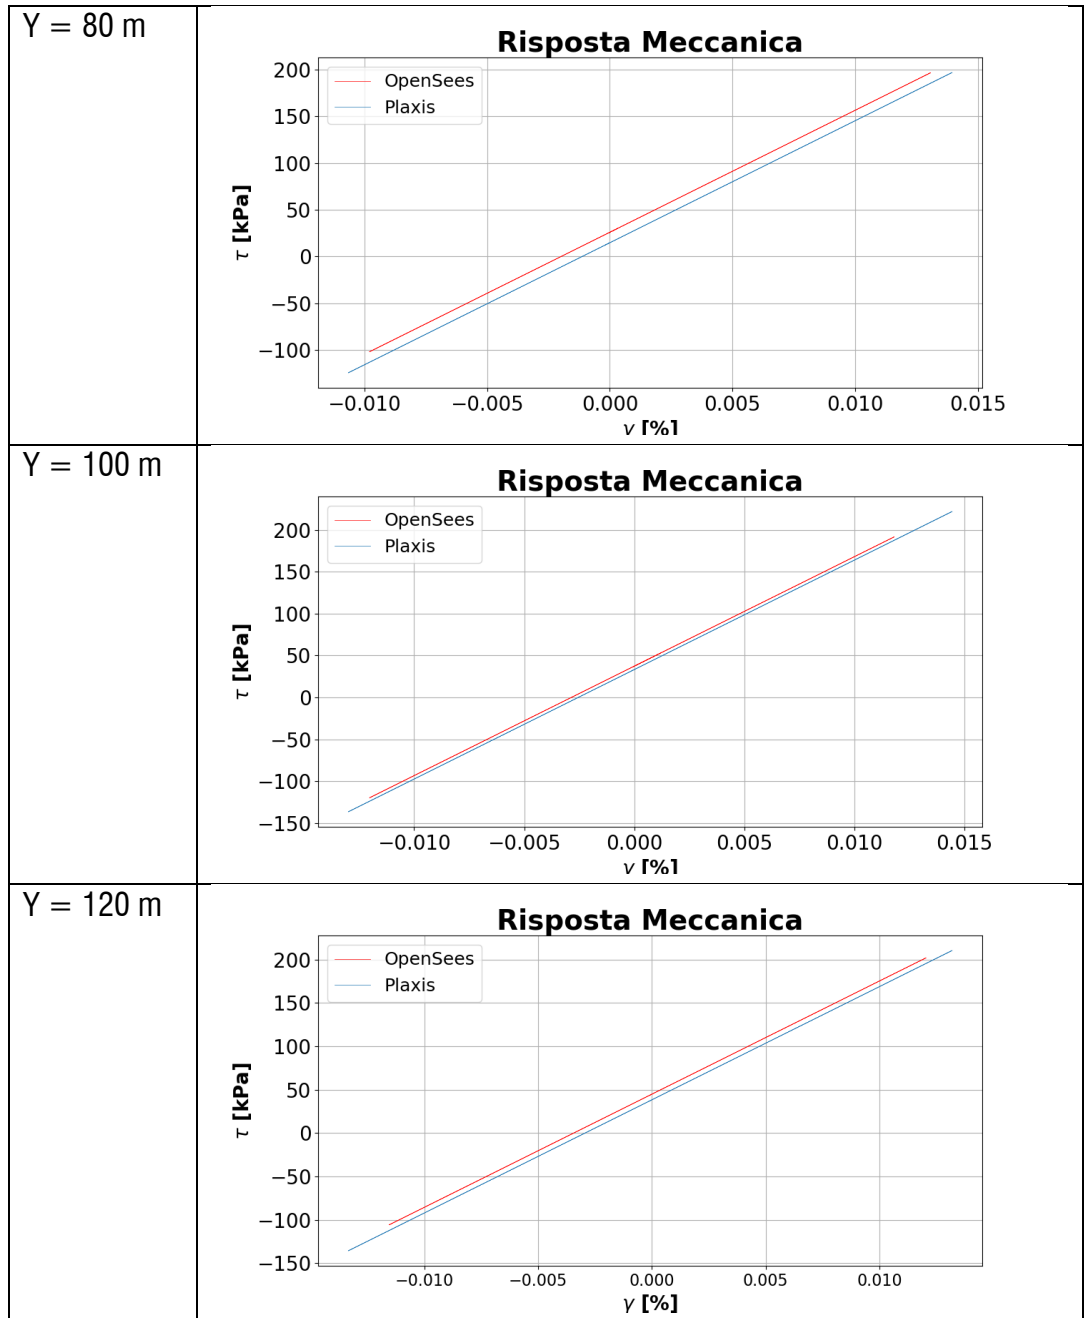 Y = 80 m
Risposta Meccanica
OpenSees
Plaxis
τ [kPa]
200
150
100
50
0
−50
−100
−0.010 −0.005 0.000 0.005 0.010 0.015
γ [%]
Y = 100 m
Risposta Meccanica
OpenSees
Plaxis
τ [kPa]
200
150
100
50
0
−50
−100
−150
−0.010 −0.005 0.000 0.005 0.010 0.015
γ [%]
Y = 120 m
Risposta Meccanica
OpenSees
Plaxis
τ [kPa]
200
150
100
50
0
−50
−100
−150
−0.010 −0.005 0.000 0.005 0.010
γ [%]